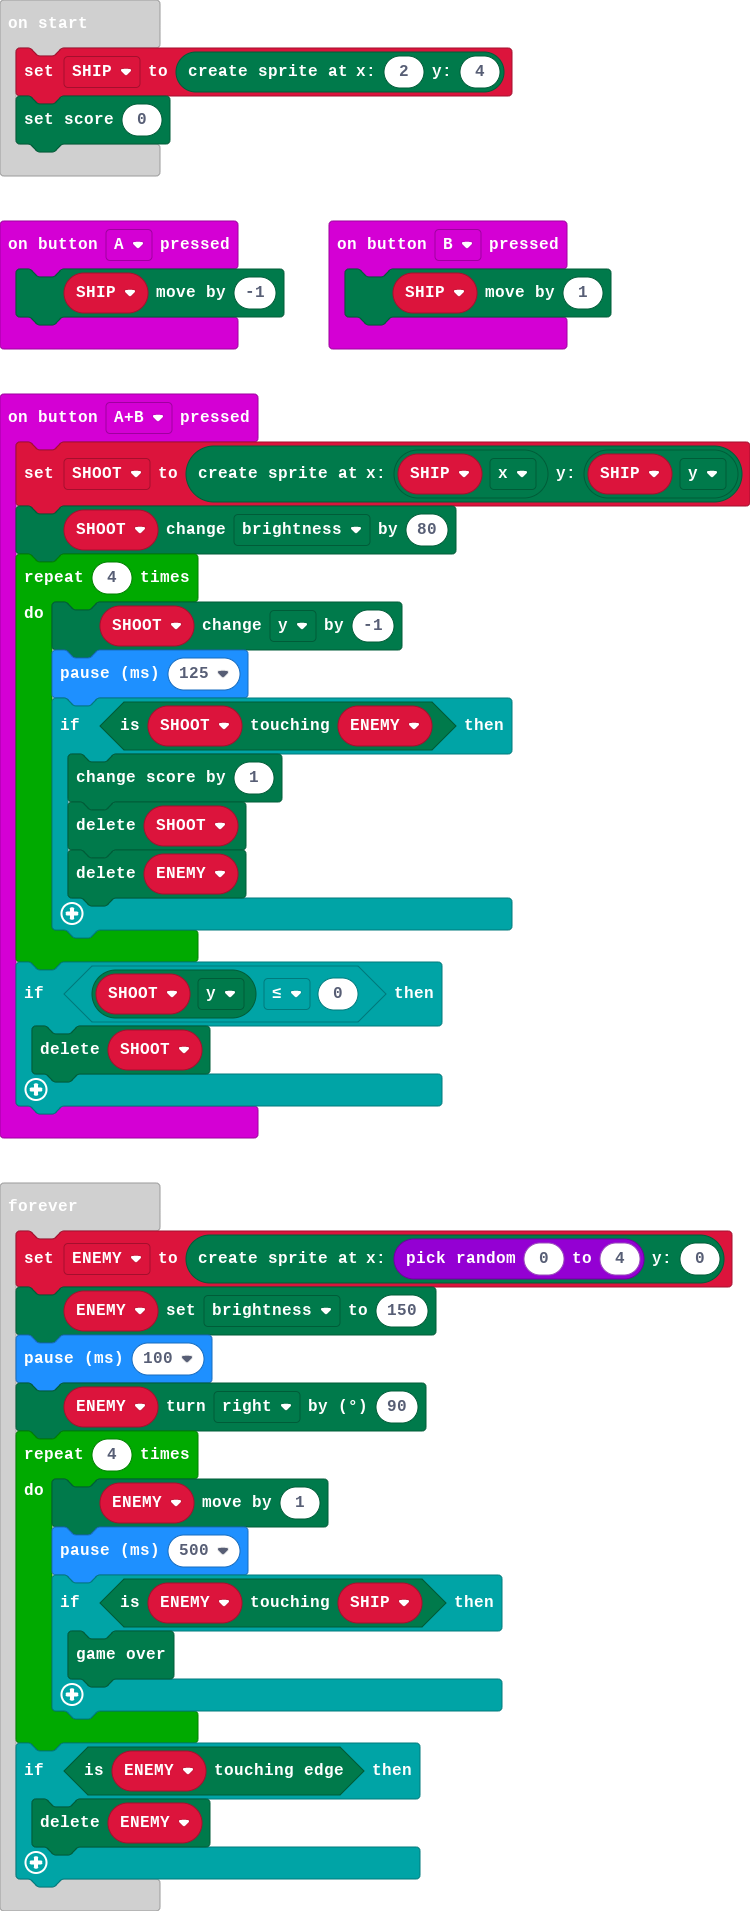 on start
set SHIP to create sprite at x: 2 y: 4
set score 0
on button A pressed
SHIP move by -1
on button B pressed
SHIP move by 1
on button A+B pressed
set SHOOT to create sprite at x: SHIP x y: SHIP y
SHOOT change brightness by 80
repeat 4 times
do
SHOOT change y by -1
pause (ms) 125
if is SHOOT touching ENEMY then
change score by 1
delete SHOOT
delete ENEMY
if SHOOT y ≤ 0 then
delete SHOOT
forever
set ENEMY to create sprite at x: pick random 0 to 4 y: 0
ENEMY set brightness to 150
pause (ms) 100
ENEMY turn right by (°) 90
repeat 4 times
do
ENEMY move by 1
pause (ms) 500
if is ENEMY touching SHIP then
game over
if is ENEMY touching edge then
delete ENEMY